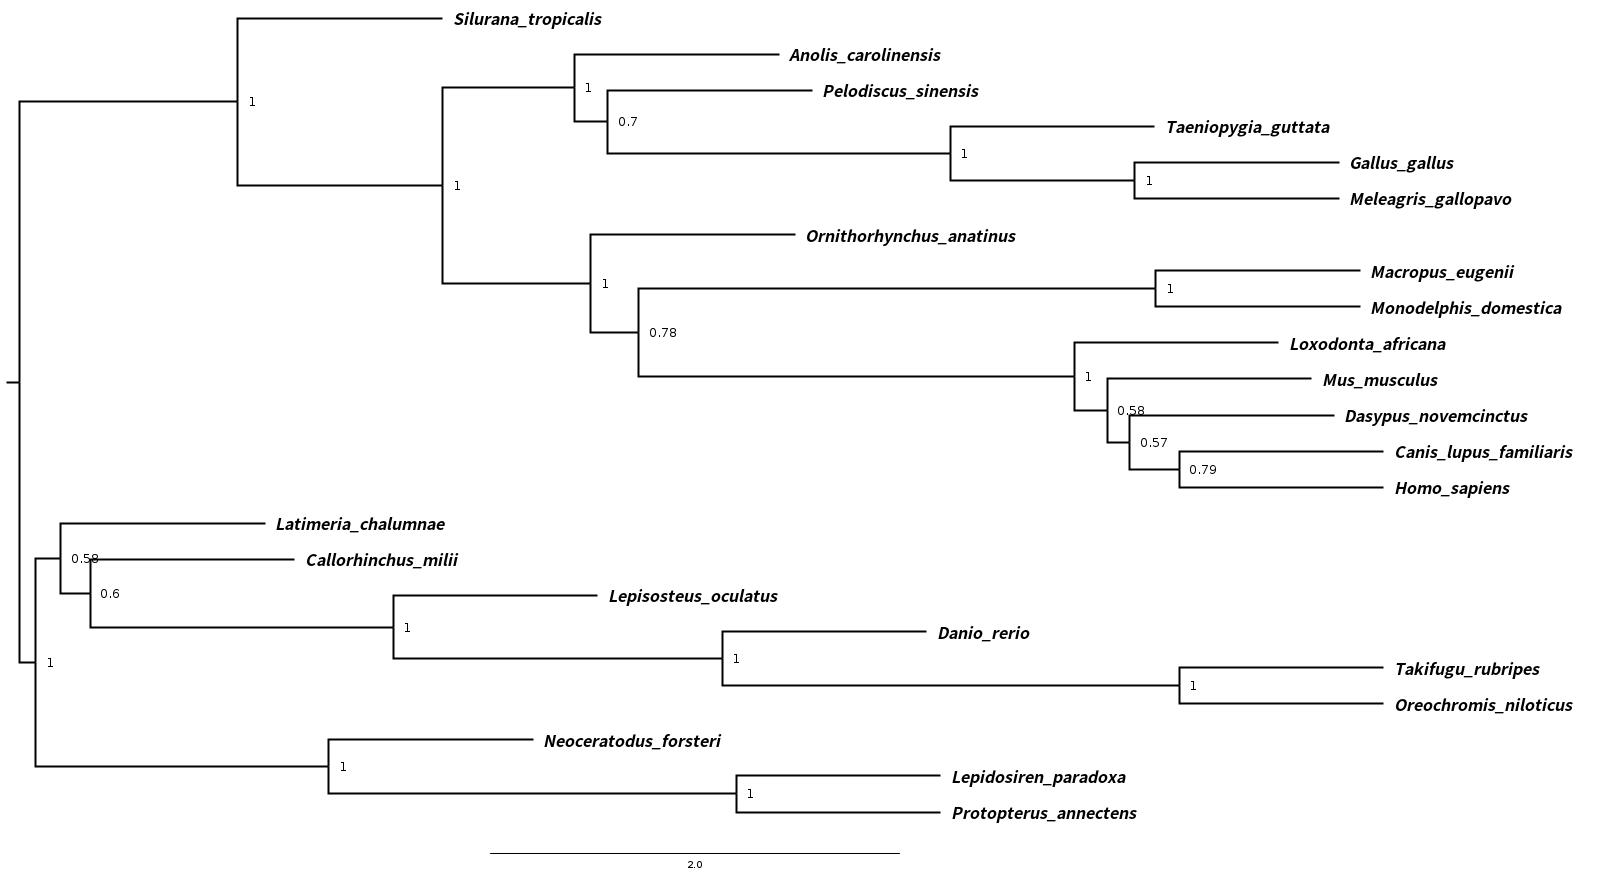 Silurana_tropicalis
Anolis_carolinensis
1
Pelodiscus_sinensis
1
0.7
Taeniopygia_guttata
1
Gallus_gallus
1
Meleagris_gallopavo
1
Ornithorhynchus_anatinus
Macropus_eugenii
1
1
Monodelphis_domestica
0.78
Loxodonta_africana
1
Mus_musculus
0.58
Dasypus_novemcinctus
0.57
Canis_lupus_familiaris
0.79
Homo_sapiens
Latimeria_chalumnae
0.58
Callorhinchus_milii
0.6
Lepisosteus_oculatus
1
Danio_rerio
1
1
Takifugu_rubripes
1
Oreochromis_niloticus
Neoceratodus_forsteri
1
Lepidosiren_paradoxa
1
Protopterus_annectens
2.0